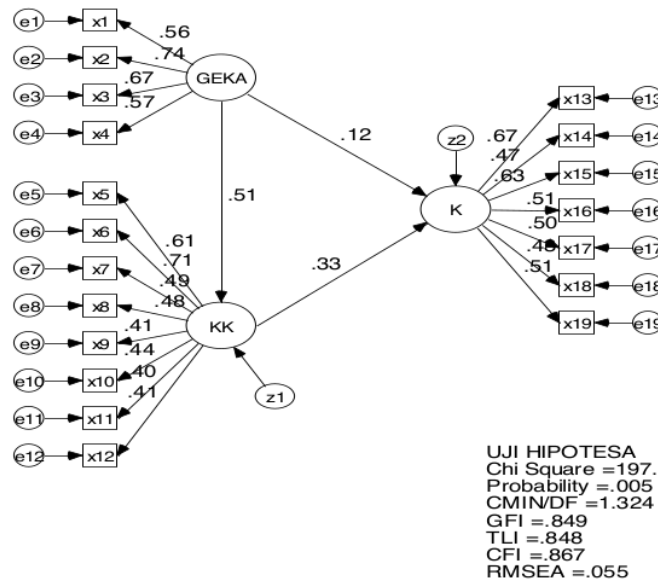 e1 x1
.56
e2 x2
.74
GEKA
e3 x3
.67
e4 x4
.57
.12
z2
K
.67
x13 e13
.47
x14 e14
.63
x15 e15
.51
x16 e16
.50
x17 e17
.48
x18 e18
.51
x19 e19
.51
.33
e5 x5
.61
e6 x6
.71
e7 x7
.49
e8 x8
.48
KK
e9 x9
.41
e10 x10
.44
e11 x11
.40
e12 x12
.41
z1
UJI HIPOTESA
Chi Square =197.
Probability =.005
CMIN/DF =1.324
GFI =.849
TLI =.848
CFI =.867
RMSEA =.055